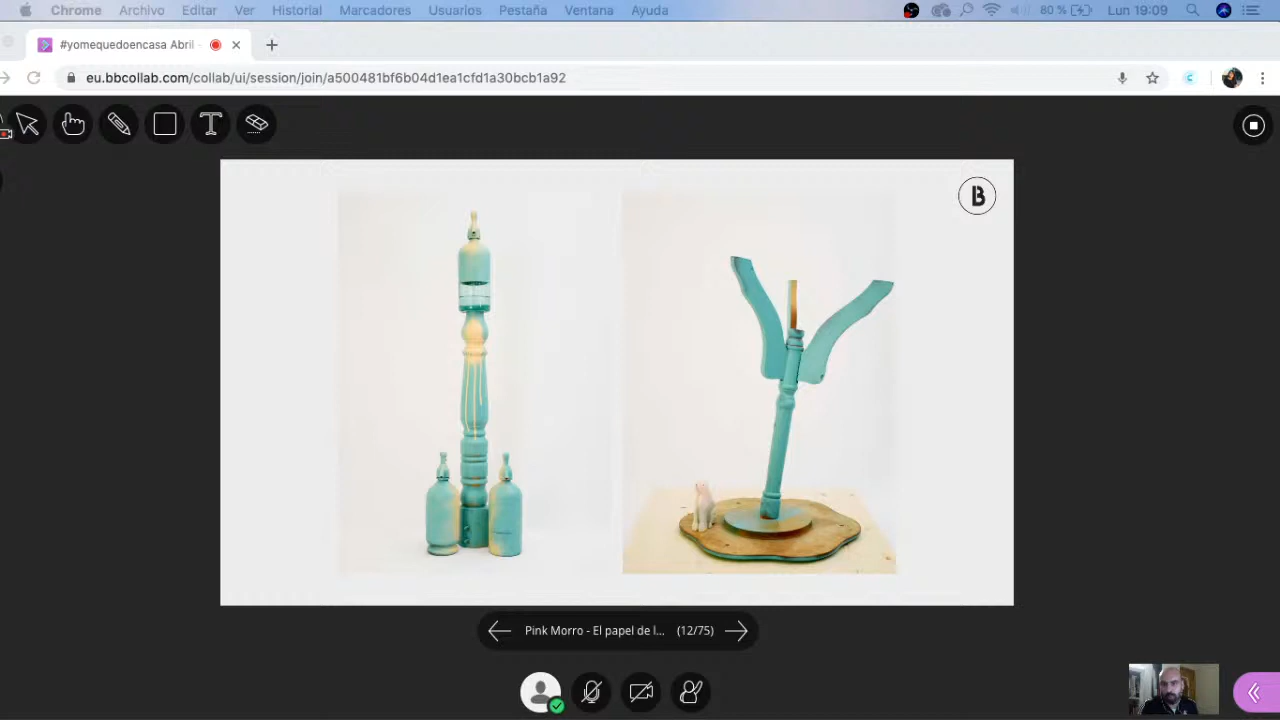 Chrome Archivo Editar Ver Historial Marcadores Usuarios Pestaña Ventana Ayuda 80 % Lun 19:09
#yomequedoencasa Abril
eu.bbcollab.com/collab/ui/session/join/a500481bf6b04d1ea1cfd1a30bcb1a92
T
B
Pink Morro - El papel de l... (12/75)